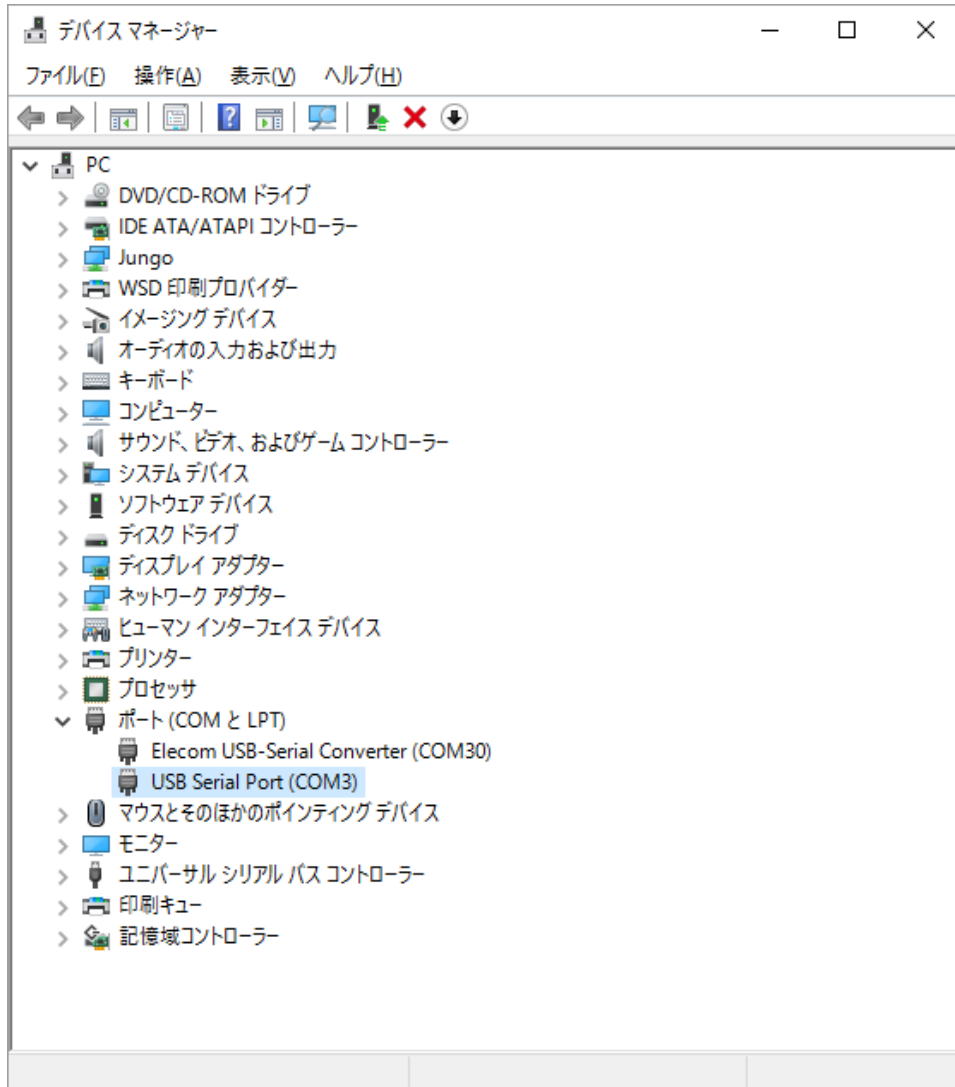 デバイス マネージャー
ファイル(F) 操作(A) 表示(V) ヘルプ(H)
PC
DVD/CD-ROM ドライブ
IDE ATA/ATAPI コントローラー
Jungo
WSD 印刷プロバイダー
イメージング デバイス
オーディオの入力および出力
キーボード
コンピューター
サウンド、ビデオ、およびゲーム コントローラー
システム デバイス
ソフトウェア デバイス
ディスク ドライブ
ディスプレイ アダプター
ネットワーク アダプター
ヒューマン インターフェイス デバイス
プリンター
プロセッサ
ポート (COM と LPT)
Elecom USB-Serial Converter (COM30)
USB Serial Port (COM3)
マウスとそのほかのポインティング デバイス
モニター
ユニバーサル シリアル バス コントローラー
印刷キュー
記憶域コントローラー